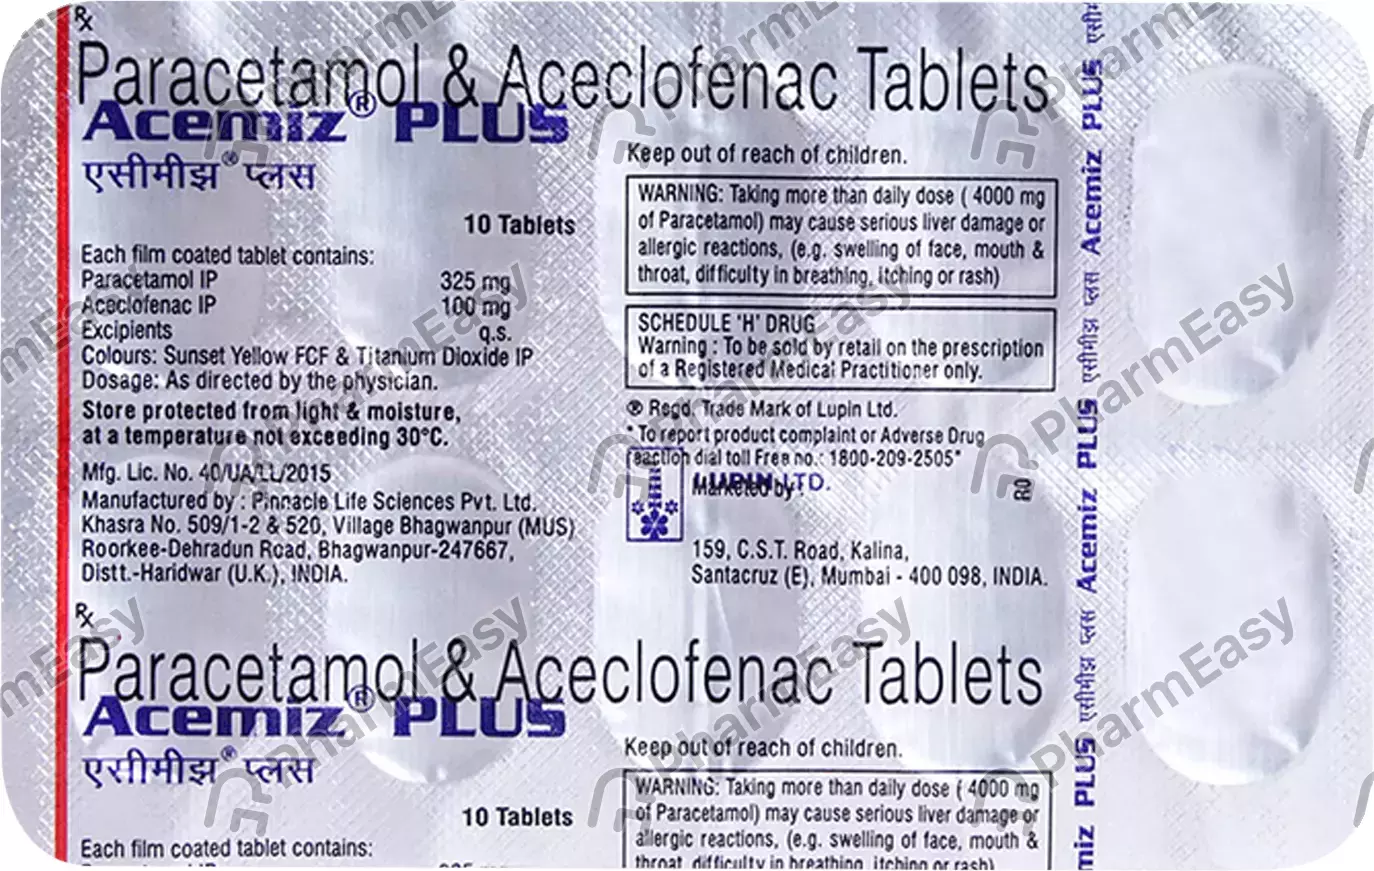 Rx
Paracetamol & Aceclofenac Tablets
Acemiz® PLUS
एसीमीझ® प्लस
10 Tablets
Each film coated tablet contains:
Paracetamol IP 325 mg
Aceclofenac IP 100 mg
Excipients q.s.
Colours: Sunset Yellow FCF & Titanium Dioxide IP
Dosage: As directed by the physician.
Store protected from light & moisture,
at a temperature not exceeding 30°C.
Mfg. Lic. No. 40/UA/LL/2015
Manufactured by : Pinnacle Life Sciences Pvt. Ltd.
Khasra No. 509/1-2 & 520, Village Bhagwanpur (MUS)
Roorkee-Dehradun Road, Bhagwanpur-247667,
Distt.-Haridwar (U.K.), INDIA.
Keep out of reach of children.
WARNING: Taking more than daily dose ( 4000 mg
of Paracetamol) may cause serious liver damage or
allergic reactions, (e.g. swelling of face, mouth &
throat, difficulty in breathing, itching or rash)
SCHEDULE 'H' DRUG
Warning : To be sold by retail on the prescription
of a Registered Medical Practitioner only.
® Regd. Trade Mark of Lupin Ltd.
* To report product complaint or Adverse Drug
reaction dial toll Free no.: 1800-209-2505*
Marketed by :
LUPIN LTD.
R0
159, C.S.T. Road, Kalina,
Santacruz (E), Mumbai - 400 098, INDIA.
Rx
Paracetamol & Aceclofenac Tablets
Acemiz® PLUS
एसीमीझ® प्लस
10 Tablets
Each film coated tablet contains:
Keep out of reach of children.
WARNING: Taking more than daily dose ( 4000 mg
of Paracetamol) may cause serious liver damage or
allergic reactions, (e.g. swelling of face, mouth &
throat, difficulty in breathing, itching or rash)
Acemiz PLUS एसीमीझ प्लस Acemiz PLUS एसीमीझ प्लस Acemiz PLUS
PharmEasy
PharmEasy
PharmEasy
PharmEasy
PharmEasy
PharmEasy
PharmEasy